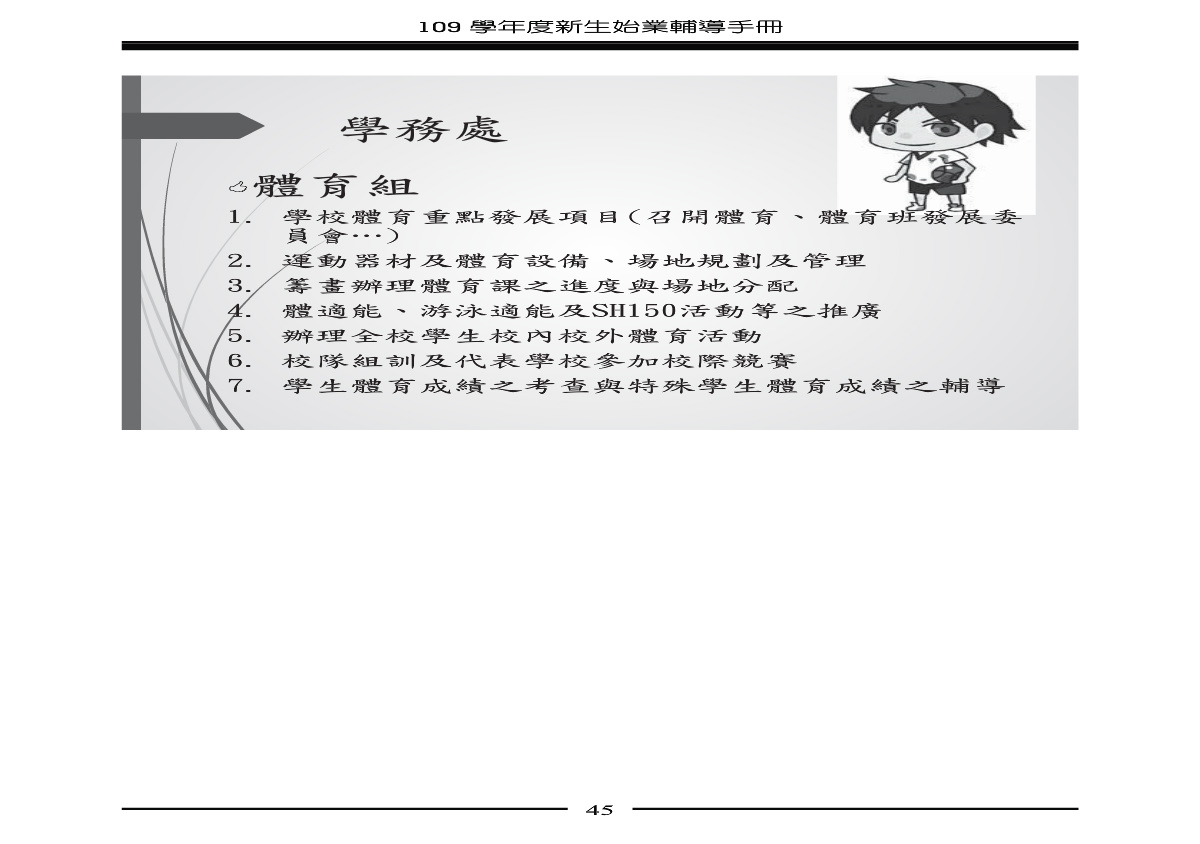 109 學年度新生始業輔導手冊
學務處
體育組
1. 學校體育重點發展項目(召開體育、體育班發展委
員會…)
2. 運動器材及體育設備、場地規劃及管理
3. 籌畫辦理體育課之進度與場地分配
4. 體適能、游泳適能及SH150活動等之推廣
5. 辦理全校學生校內校外體育活動
6. 校隊組訓及代表學校參加校際競賽
7. 學生體育成績之考查與特殊學生體育成績之輔導
45